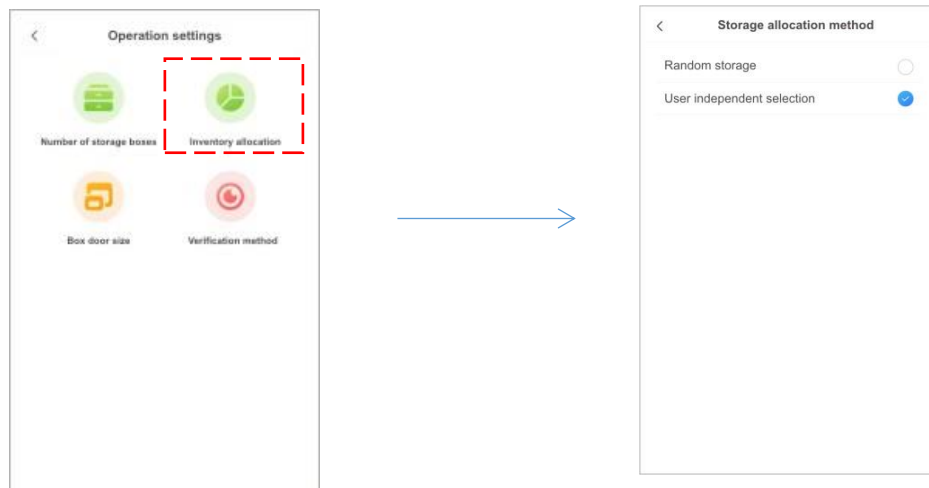 Operation settings
Number of storage boxes
Inventory allocation
Box door size
Verification method
Storage allocation method
Random storage
User independent selection